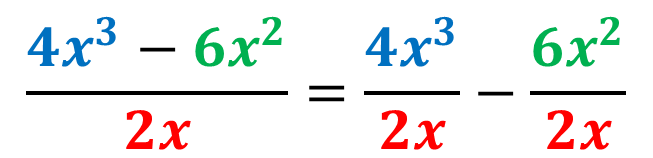 (4x³ − 6x²)/(2x) = 4x³/(2x) − 6x²/(2x)